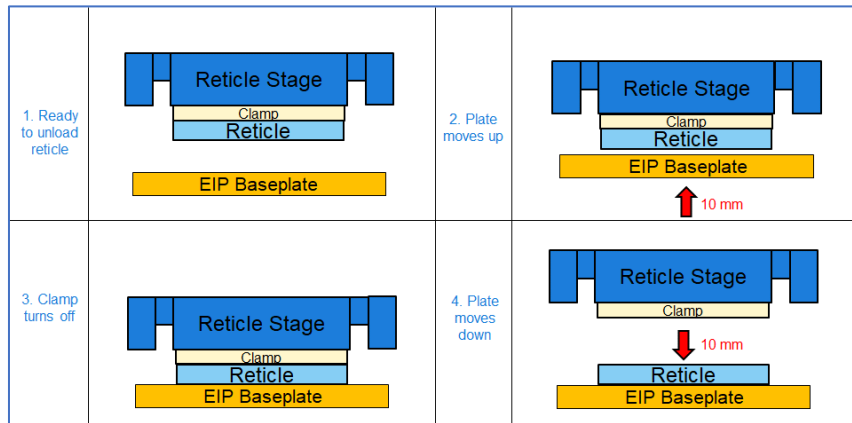 1. Ready
to unload
reticle
Reticle Stage
Clamp
Reticle
EIP Baseplate
2. Plate
moves up
Reticle Stage
Clamp
Reticle
EIP Baseplate
10 mm
3. Clamp
turns off
Reticle Stage
Clamp
Reticle
EIP Baseplate
4. Plate
moves
down
Reticle Stage
Clamp
10 mm
Reticle
EIP Baseplate